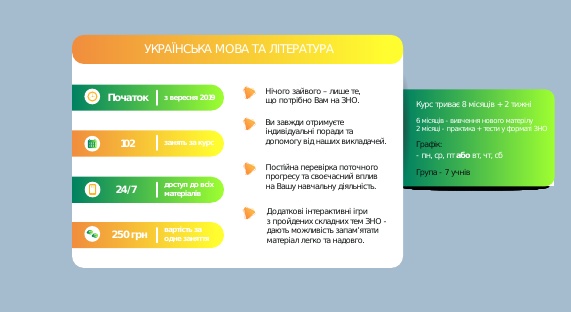 УКРАЇНСЬКА МОВА ТА ЛІТЕРАТУРА
Початок
з вересня 2019
102
занять за курс
24/7
доступ до всіх
матеріалів
250 грн
вартість за
одне заняття
Нічого зайвого – лише те,
що потрібно Вам на ЗНО.
Ви завжди отримуєте
індивідуальні поради та
допомогу від наших викладачей.
Постійна перевірка поточного
прогресу та своєчасний вплив
на Вашу навчальну діяльність.
Додаткові інтерактивні ігри
з пройдених складних тем ЗНО -
дають можливість запам'ятати
матеріал легко та надовго.
Курс триває 8 місяців + 2 тижні
6 місяців - вивчення нового матеріалу
2 місяці - практика + тести у форматі ЗНО
Графік:
- пн, ср, пт або вт, чт, сб
Група - 7 учнів